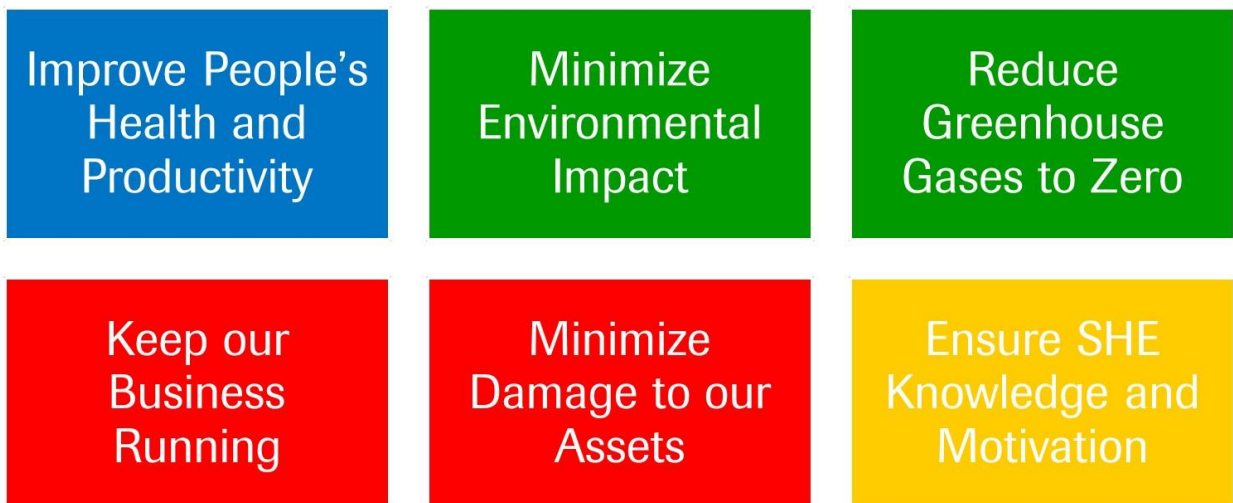 Improve People's
Health and
Productivity
Minimize
Environmental
Impact
Reduce
Greenhouse
Gases to Zero
Keep our
Business
Running
Minimize
Damage to our
Assets
Ensure SHE
Knowledge and
Motivation